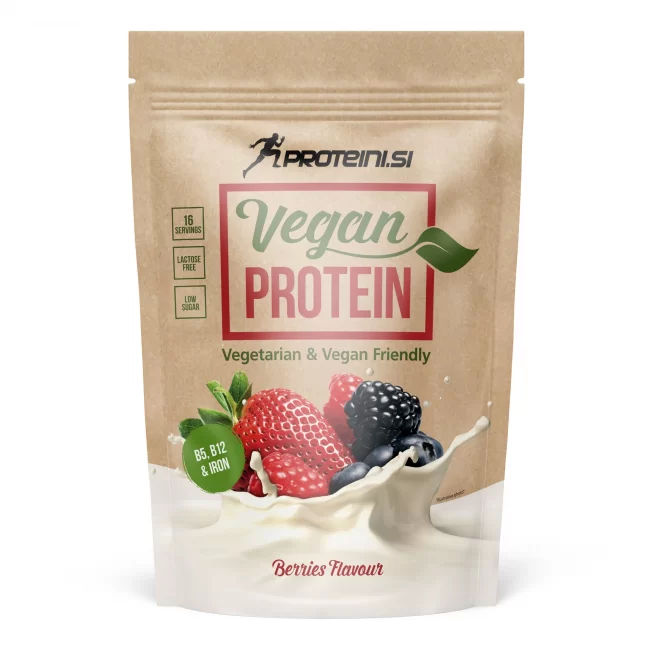 PROTEINI.SI
Vegan
PROTEIN
16
SERVINGS
LACTOSE
FREE
LOW
SUGAR
Vegetarian & Vegan Friendly
B5, B12
& IRON
Berries Flavour